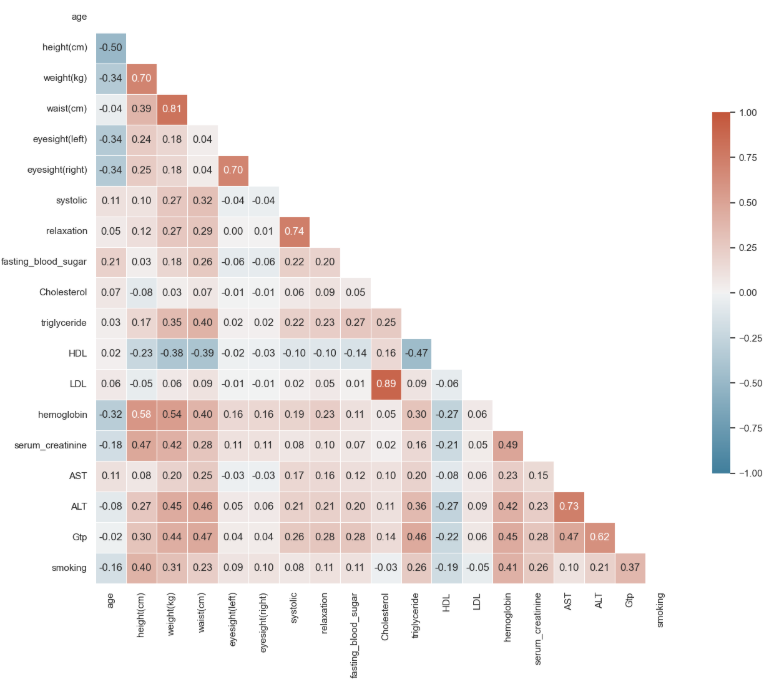 age
height(cm) -0.50
weight(kg) -0.34 0.70
waist(cm) -0.04 0.39 0.81
eyesight(left) -0.34 0.24 0.18 0.04
eyesight(right) -0.34 0.25 0.18 0.04 0.70
systolic 0.11 0.10 0.27 0.32 -0.04 -0.04
relaxation 0.05 0.12 0.27 0.29 0.00 0.01 0.74
fasting_blood_sugar 0.21 0.03 0.18 0.26 -0.06 -0.06 0.22 0.20
Cholesterol 0.07 -0.08 0.03 0.07 -0.01 -0.01 0.06 0.09 0.05
triglyceride 0.03 0.17 0.35 0.40 0.02 0.02 0.22 0.23 0.27 0.25
HDL 0.02 -0.23 -0.38 -0.39 -0.02 -0.03 -0.10 -0.10 -0.14 0.16 -0.47
LDL 0.06 -0.05 0.06 0.09 -0.01 -0.01 0.02 0.05 0.01 0.89 0.09 -0.06
hemoglobin -0.32 0.58 0.54 0.40 0.16 0.16 0.19 0.23 0.11 0.05 0.30 -0.27 0.06
serum_creatinine -0.18 0.47 0.42 0.28 0.11 0.11 0.08 0.10 0.07 0.02 0.16 -0.21 0.05 0.49
AST 0.11 0.08 0.20 0.25 -0.03 -0.03 0.17 0.16 0.12 0.10 0.20 -0.08 0.06 0.23 0.15
ALT -0.08 0.27 0.45 0.46 0.05 0.06 0.21 0.21 0.20 0.11 0.36 -0.27 0.09 0.42 0.23 0.73
Gtp -0.02 0.30 0.44 0.47 0.04 0.04 0.26 0.28 0.28 0.14 0.46 -0.22 0.06 0.45 0.28 0.47 0.62
smoking -0.16 0.40 0.31 0.23 0.09 0.10 0.08 0.11 0.11 -0.03 0.26 -0.19 -0.05 0.41 0.26 0.10 0.21 0.37
age
height(cm)
weight(kg)
waist(cm)
eyesight(left)
eyesight(right)
systolic
relaxation
fasting_blood_sugar
Cholesterol
triglyceride
HDL
LDL
hemoglobin
serum_creatinine
AST
ALT
Gtp
smoking
1.00
0.75
0.50
0.25
0.00
−0.25
−0.50
−0.75
−1.00